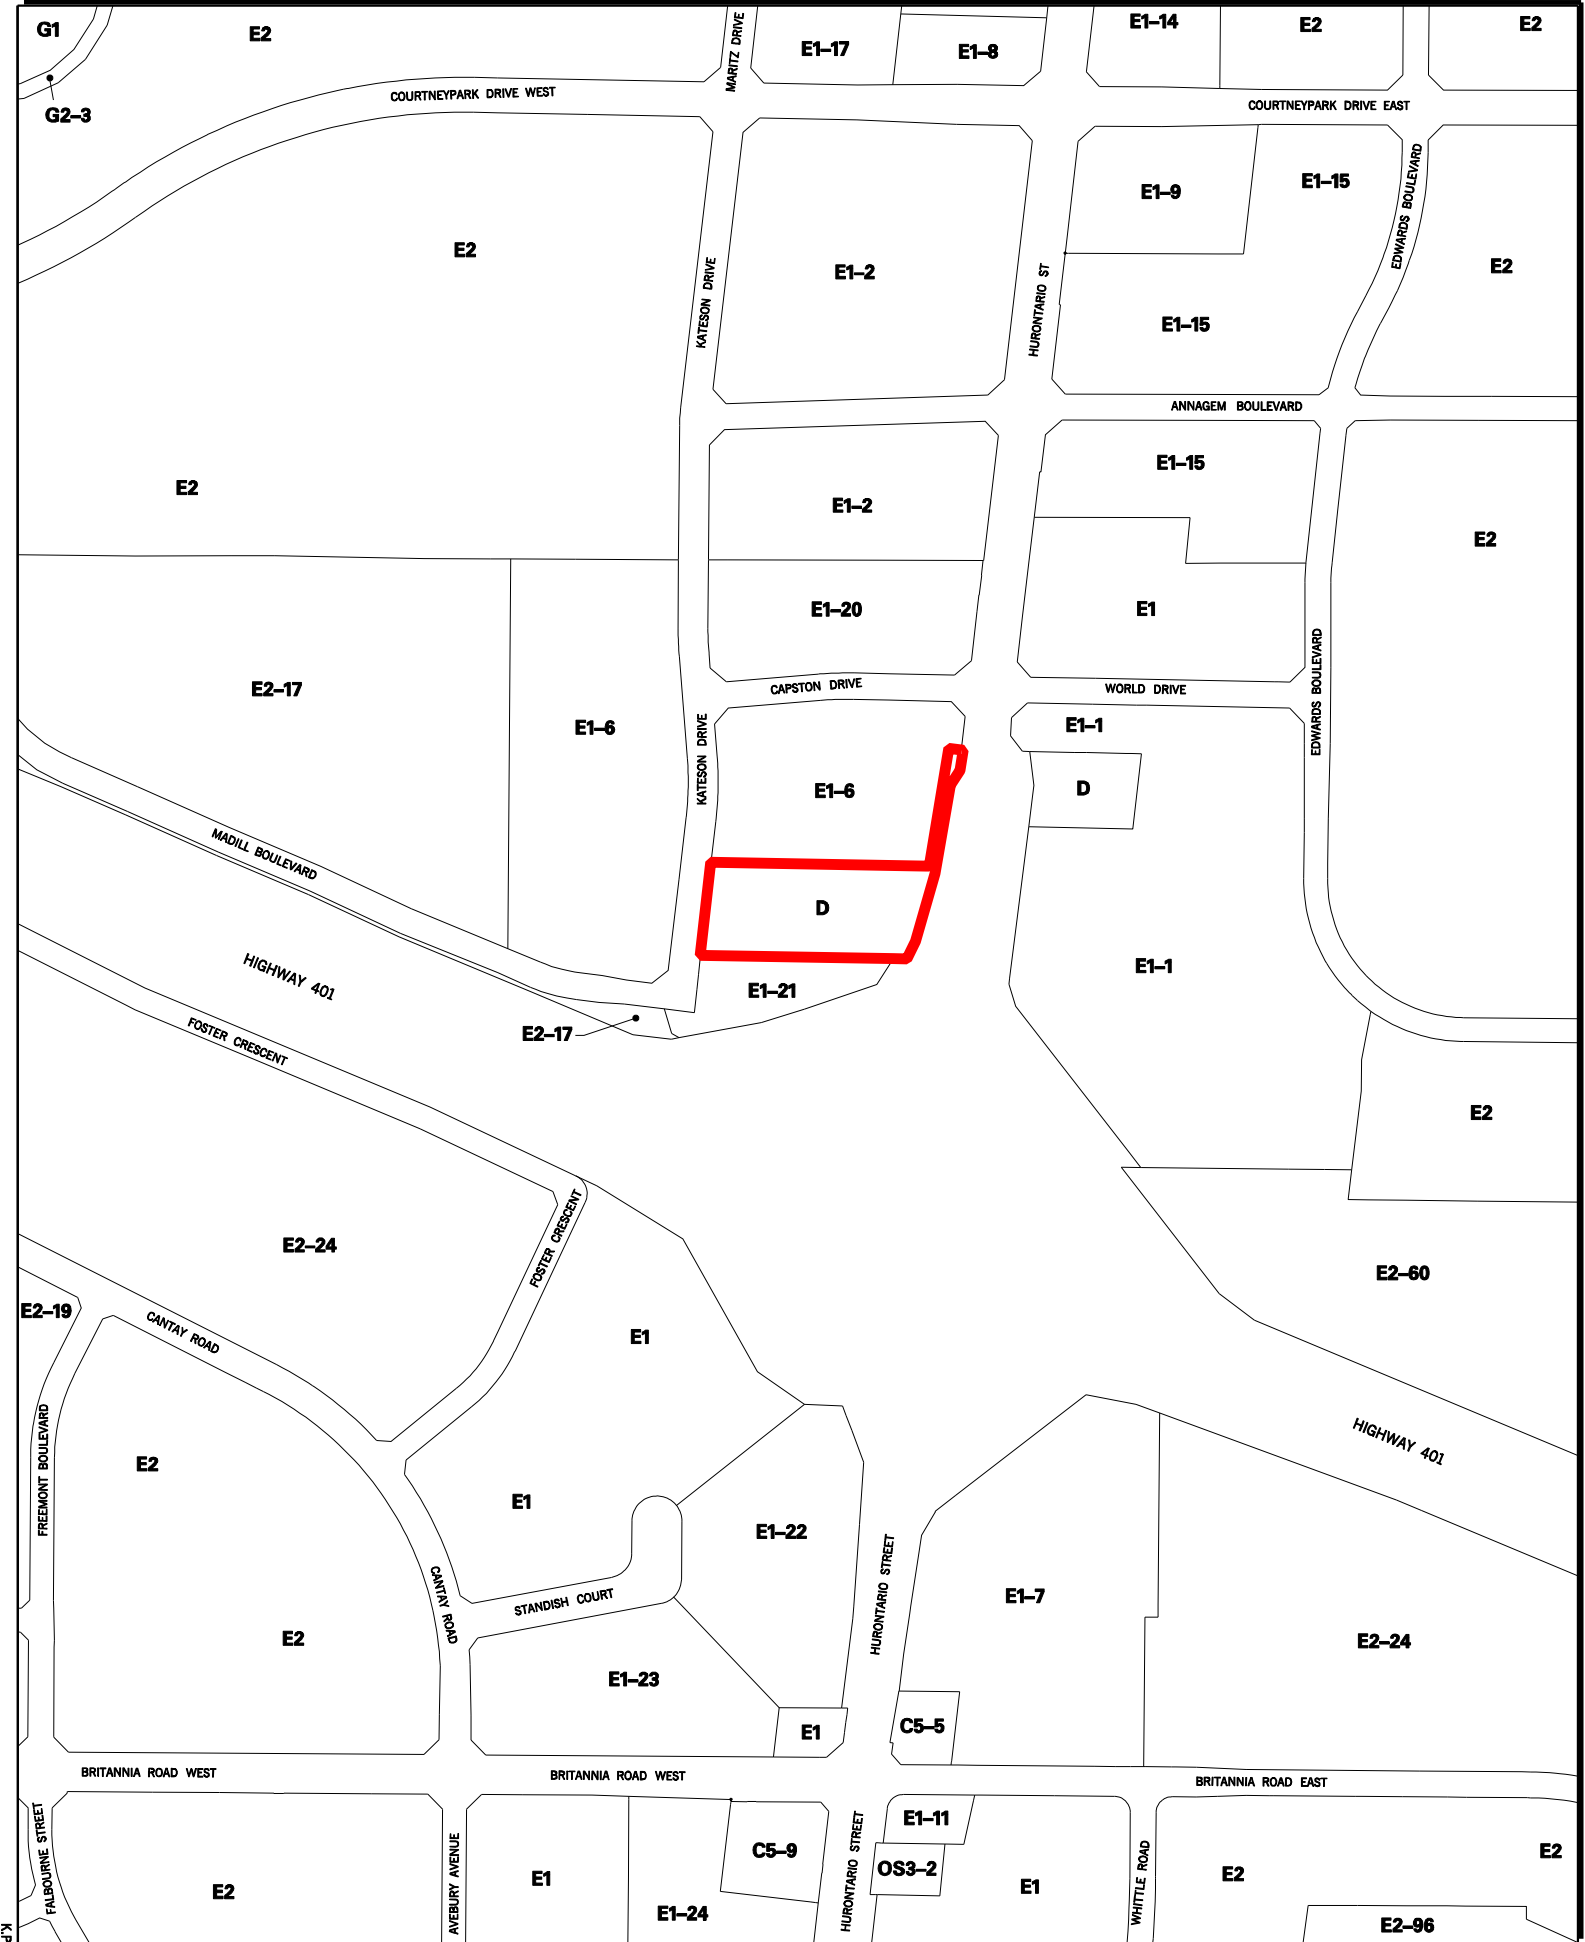 G1
E2
MARITZ DRIVE
E1–17
E1–8
E1–14
E2
E2
G2–3
COURTNEYPARK DRIVE WEST
COURTNEYPARK DRIVE EAST
E2
KATESON DRIVE
E1–2
HURONTARIO ST
E1–9
E1–15
EDWARDS BOULEVARD
E2
E1–15
ANNAGEM BOULEVARD
E2
E1–2
E1–15
E2
E1–20
E1
E2–17
E1–6
KATESON DRIVE
CAPSTON DRIVE
WORLD DRIVE
EDWARDS BOULEVARD
E1–1
E1–6
D
MADILL BOULEVARD
D
HIGHWAY 401
E1–21
E1–1
E2–17
FOSTER CRESCENT
E2
E2–24
FOSTER CRESCENT
E2–60
E2–19
CANTAY ROAD
E1
FREEMONT BOULEVARD
HIGHWAY 401
E2
E1
E1–22
HURONTARIO STREET
E1–7
CANTAY ROAD
STANDISH COURT
E2
E2–24
E1–23
E1
C5–5
BRITANNIA ROAD WEST
BRITANNIA ROAD WEST
BRITANNIA ROAD EAST
FALBOURNE STREET
E2
AVEBURY AVENUE
E1
C5–9
E1–24
HURONTARIO STREET
E1–11
OS3–2
E1
WHITTLE ROAD
E2
E2
E2–96